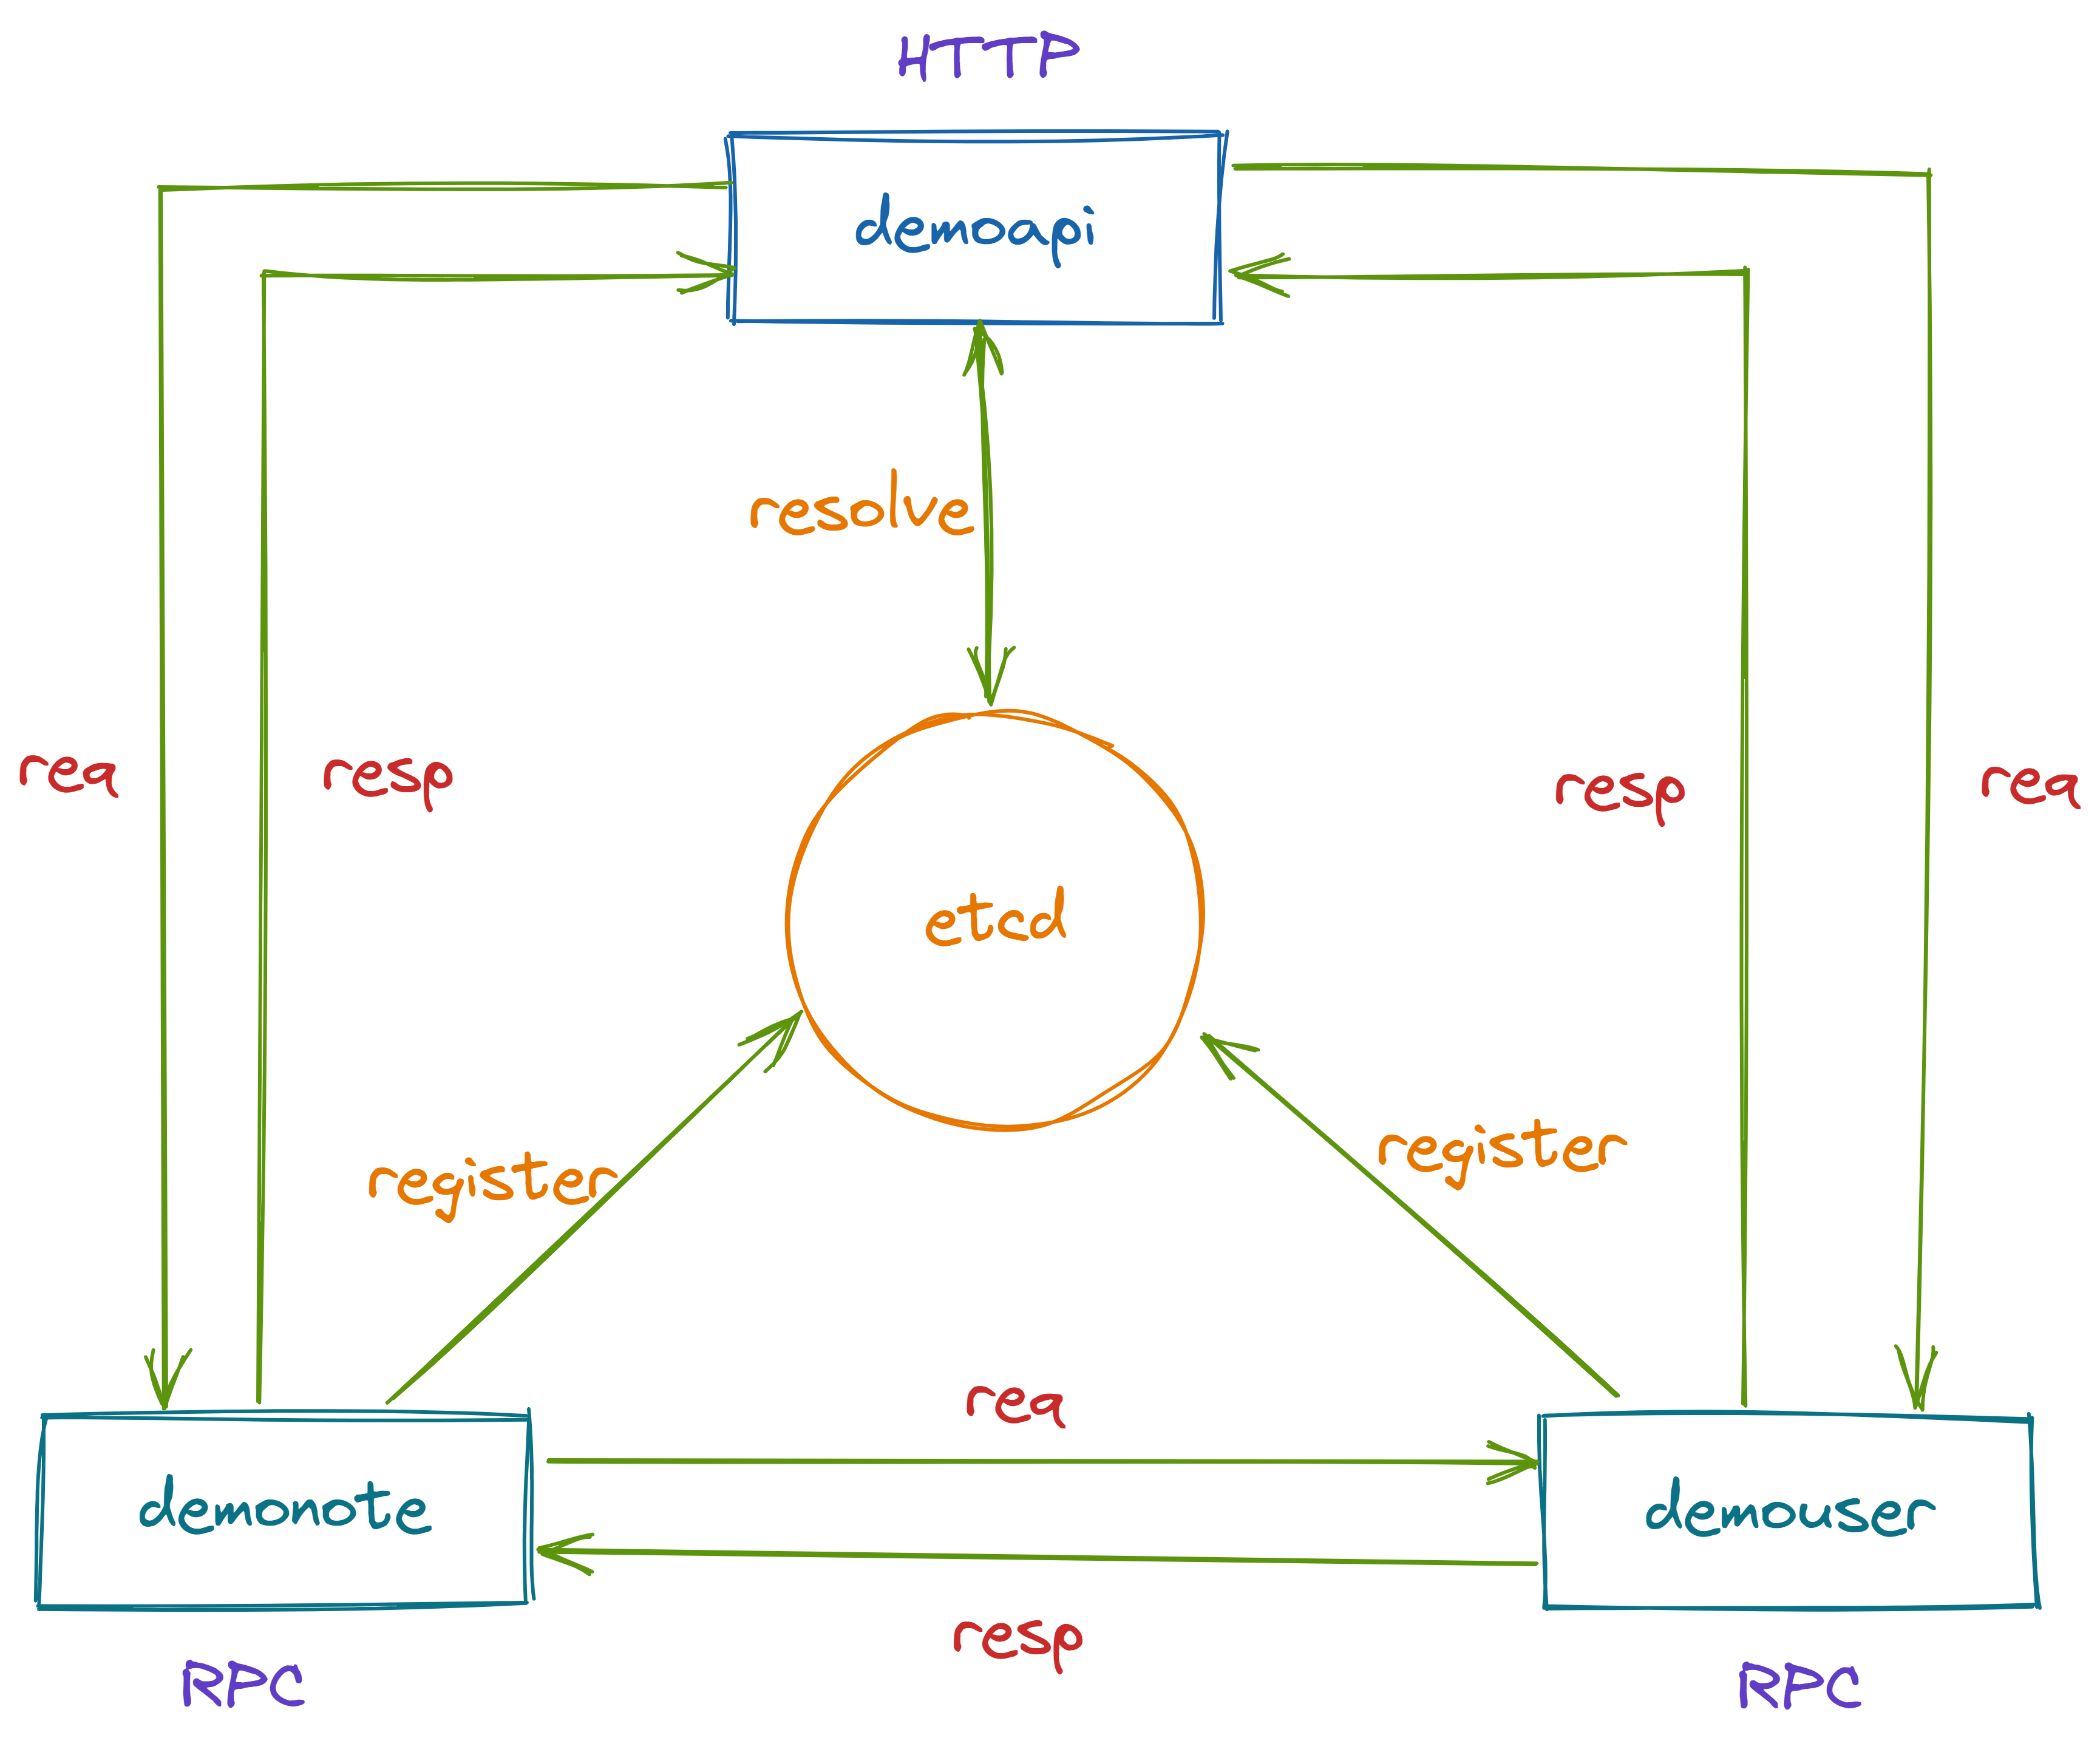 HTTP
demoapi
resolve
req
resp
resp
req
etcd
register
register
req
demonote
demouser
resp
RPC
RPC